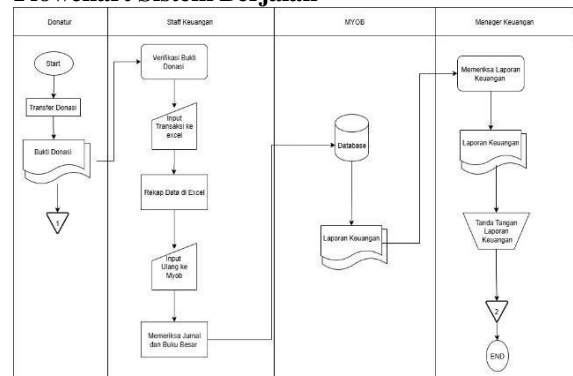 Flowchart Sistem Berjalan
Donatur
Staff Keuangan
MYOB
Manager Keuangan
Start
Transfer Donasi
Bukti Donasi
1
Verifikasi Bukti
Donasi
Input
Transaksi ke
excel
Rekap Data di Excel
Input
Ulang ke
Myob
Memeriksa Jurnal
dan Buku Besar
Database
Laporan Keuangan
Memeriksa Laporan
Keuangan
Laporan Keuangan
Tanda Tangan
Laporan
Keuangan
2
END